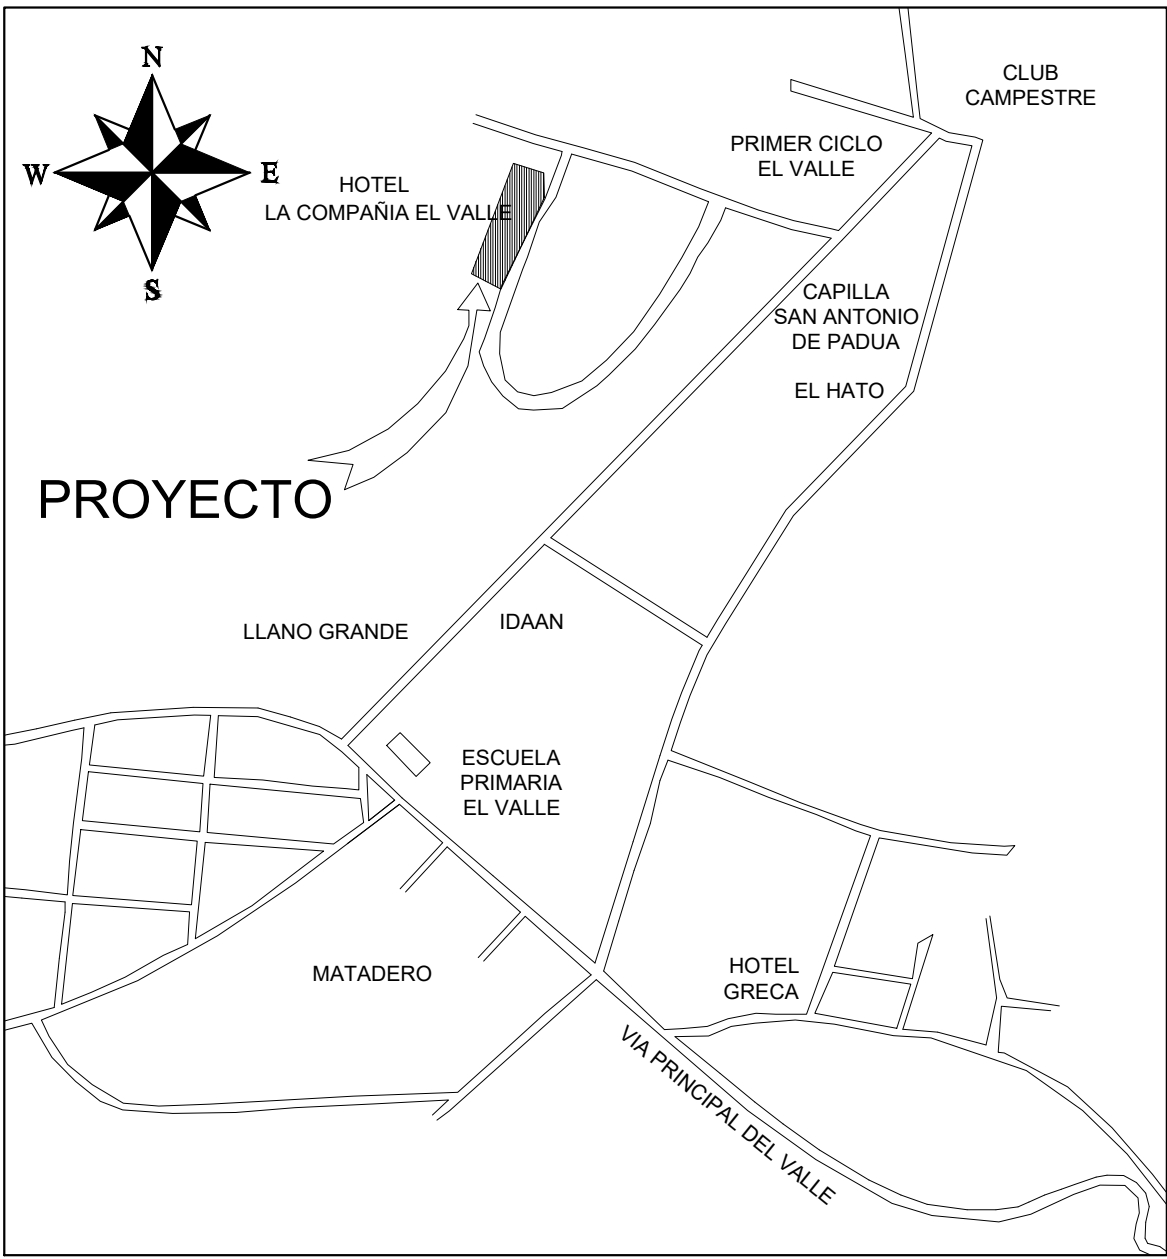 N
CLUB
CAMPESTRE
PRIMER CICLO
EL VALLE
W
E
HOTEL
LA COMPAÑIA EL VALLE
S
CAPILLA
SAN ANTONIO
DE PADUA
EL HATO
PROYECTO
LLANO GRANDE
IDAAN
ESCUELA
PRIMARIA
EL VALLE
MATADERO
HOTEL
GRECA
VIA PRINCIPAL DEL VALLE